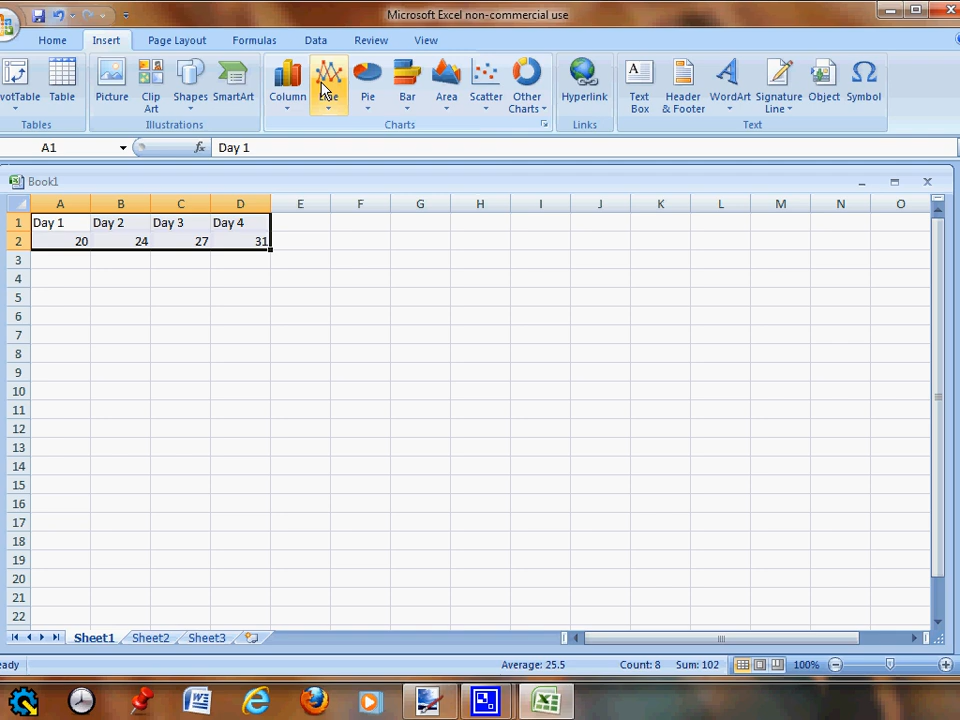 Microsoft Excel non-commercial use
Home Insert Page Layout Formulas Data Review View
votTable Table Picture Clip Art Shapes SmartArt Column Line Pie Bar Area Scatter Other Charts Hyperlink Text Box Header & Footer WordArt Signature Line Object Symbol
Tables Illustrations Charts Links Text
A1 fx Day 1
Book1
A B C D E F G H I J K L M N O
1 Day 1 Day 2 Day 3 Day 4
2 20 24 27 31
3
4
5
6
7
8
9
10
11
12
13
14
15
16
17
18
19
20
21
22
Sheet1 Sheet2 Sheet3
eady Average: 25.5 Count: 8 Sum: 102 100%